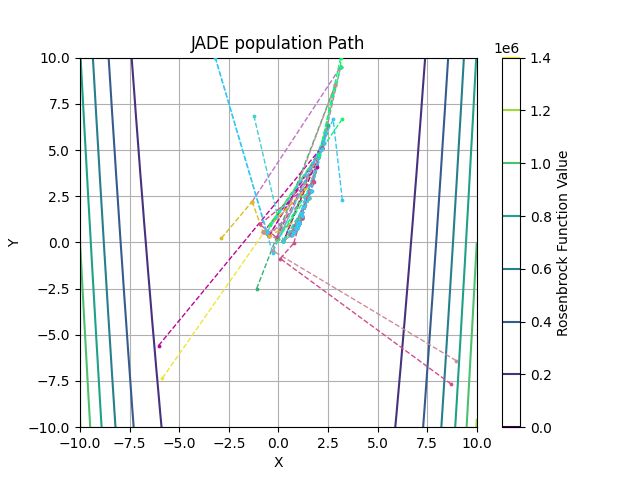 JADE population Path
1e6
10.0
7.5
5.0
2.5
0.0
−2.5
−5.0
−7.5
−10.0
Y
−10.0 −7.5 −5.0 −2.5 0.0 2.5 5.0 7.5 10.0
X
1.4
1.2
1.0
0.8
0.6
0.4
0.2
0.0
Rosenbrock Function Value